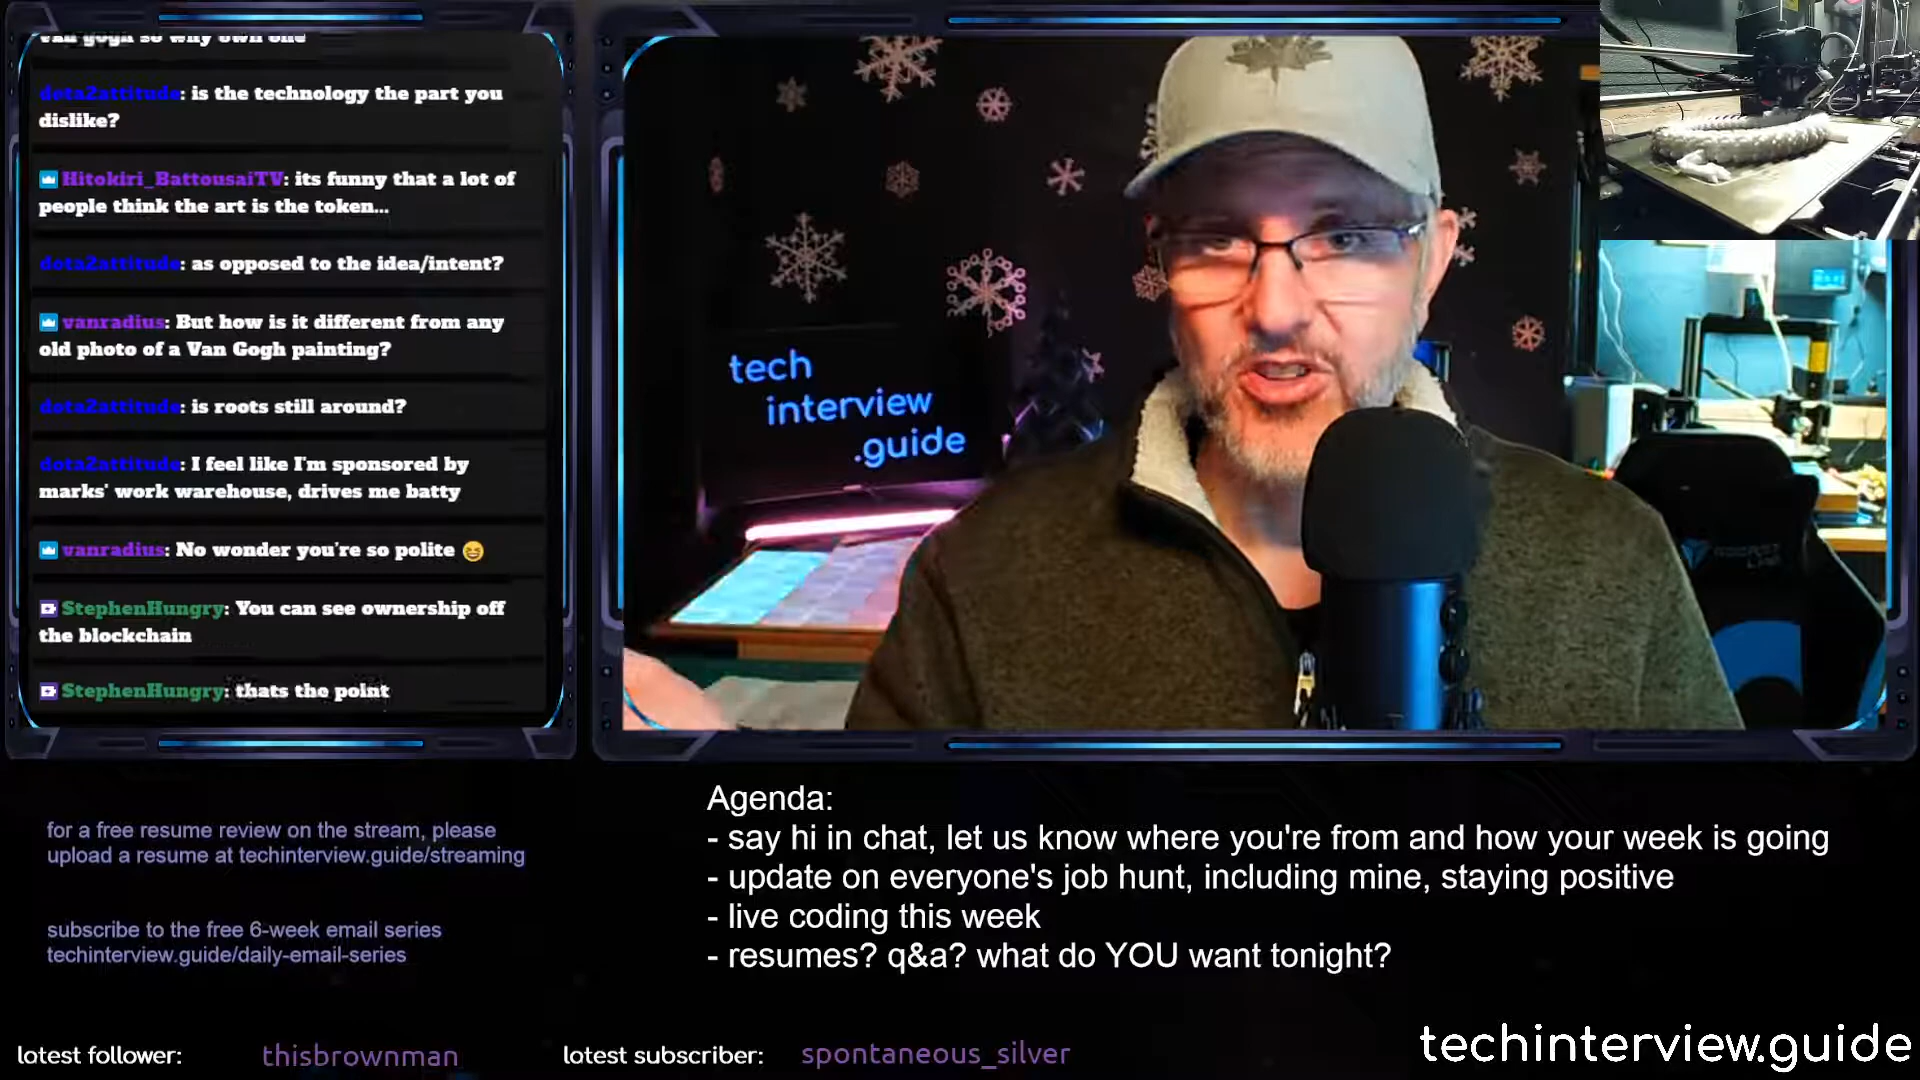 van gogh so why own one
dota2attitude: is the technology the part you
dislike?
Hitokiri_BattousaiTV: its funny that a lot of
people think the art is the token...
dota2attitude: as opposed to the idea/intent?
vanradius: But how is it different from any
old photo of a Van Gogh painting?
dota2attitude: is roots still around?
dota2attitude: I feel like I'm sponsored by
marks' work warehouse, drives me batty
vanradius: No wonder you're so polite 😆
StephenHungry: You can see ownership off
the blockchain
StephenHungry: thats the point
tech
interview
.guide
for a free resume review on the stream, please
upload a resume at techinterview.guide/streaming
subscribe to the free 6-week email series
techinterview.guide/daily-email-series
Agenda:
- say hi in chat, let us know where you're from and how your week is going
- update on everyone's job hunt, including mine, staying positive
- live coding this week
- resumes? q&a? what do YOU want tonight?
latest follower: thisbrownman
latest subscriber: spontaneous_silver
techinterview.guide